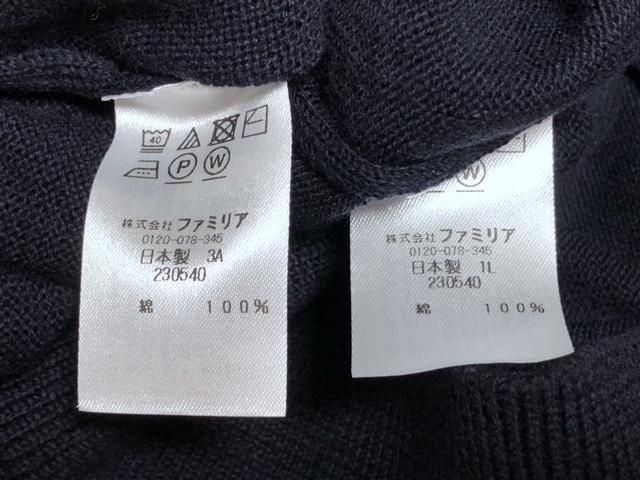 40
P W
株式会社 ファミリア
0120-078-345
日本製 3A
230540
綿 100%
W
株式会社 ファミリア
0120-078-345
日本製 1L
230540
綿 100%